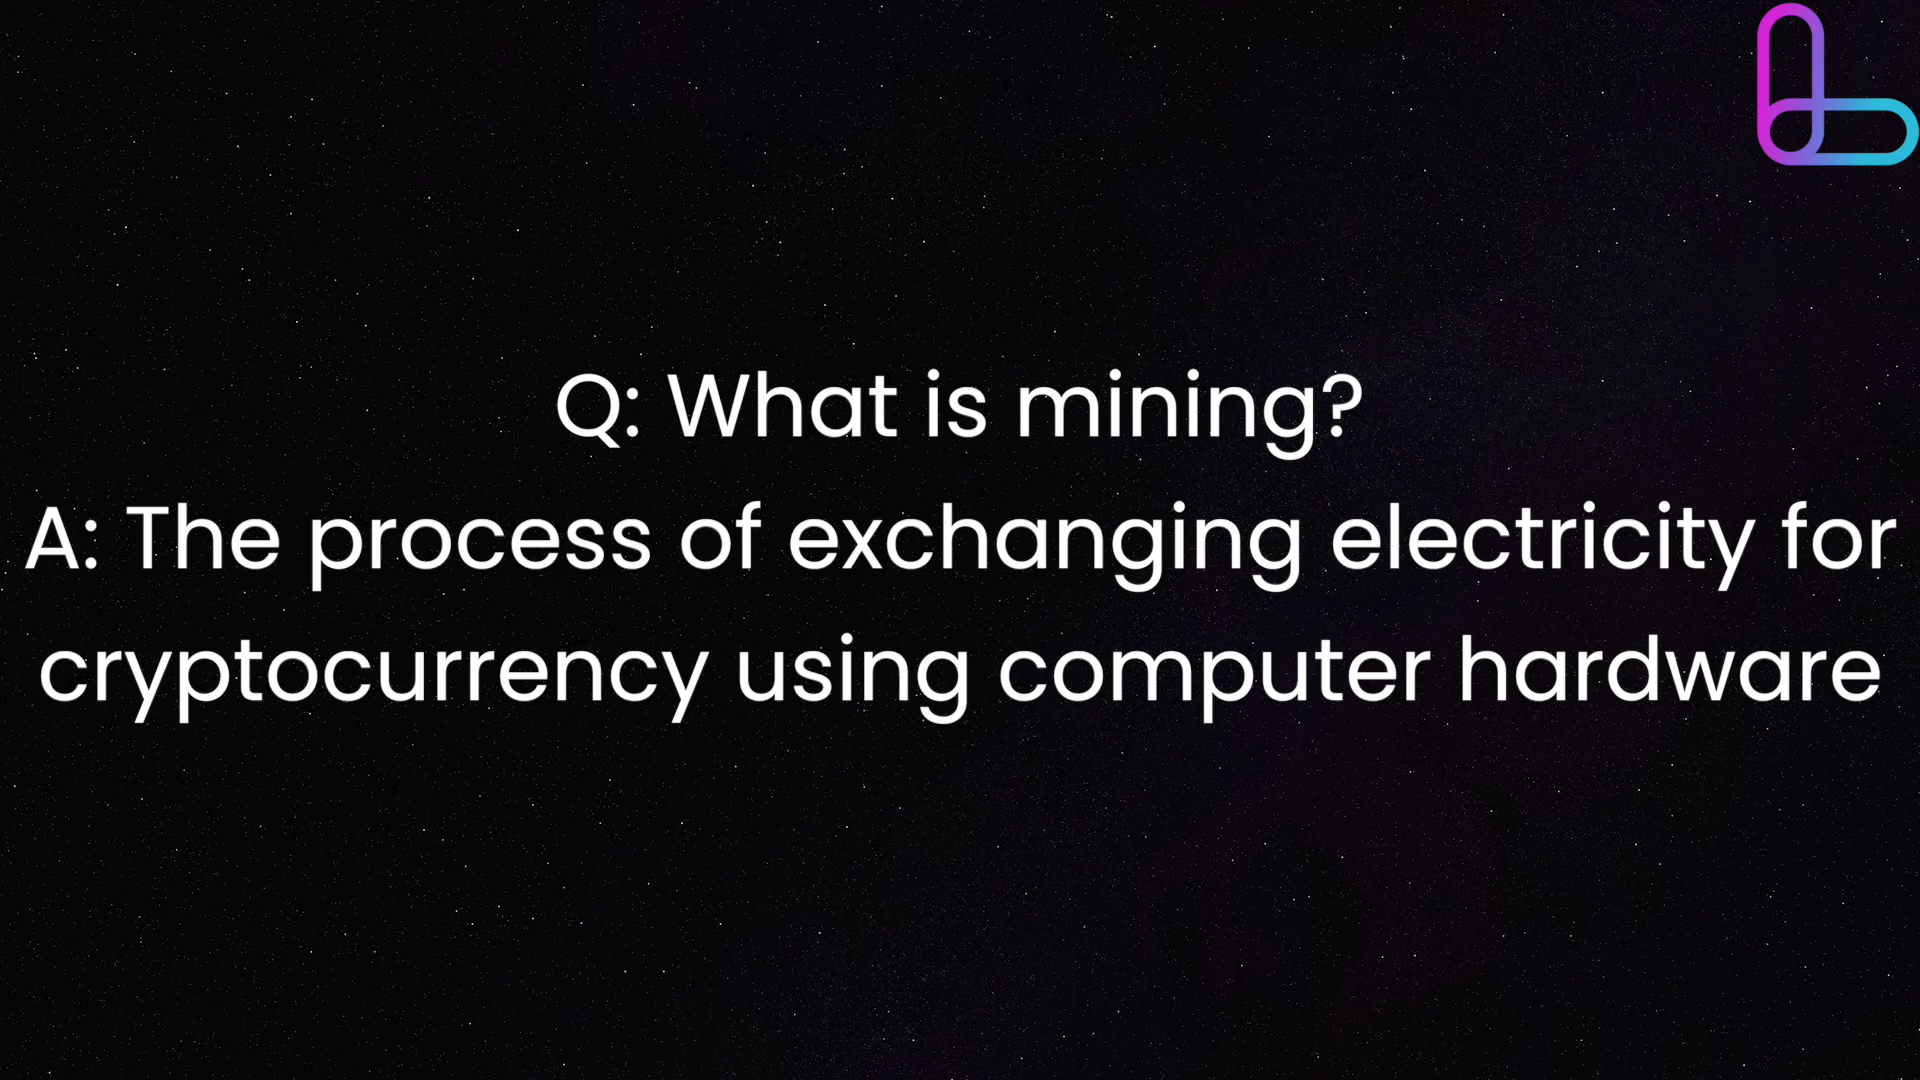 Q: What is mining?
A: The process of exchanging electricity for
cryptocurrency using computer hardware